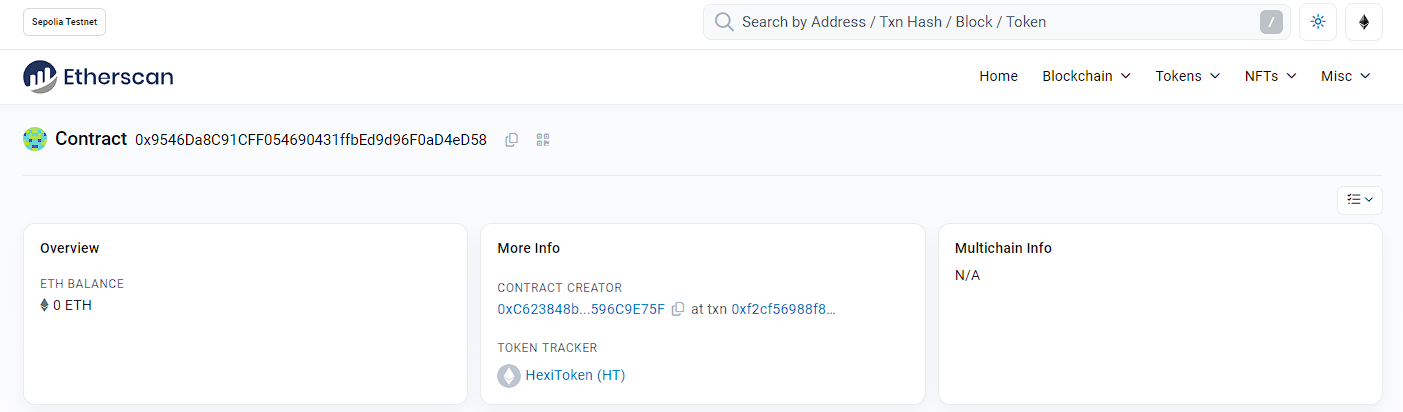 Sepolia Testnet
Search by Address / Txn Hash / Block / Token /
Etherscan
Home Blockchain Tokens NFTs Misc
Contract 0x9546Da8C91CFF054690431ffbEd9d96F0aD4eD58
Overview
ETH BALANCE
0 ETH
More Info
CONTRACT CREATOR
0xC623848b...596C9E75F at txn 0xf2cf56988f8...
TOKEN TRACKER
HexiToken (HT)
Multichain Info
N/A